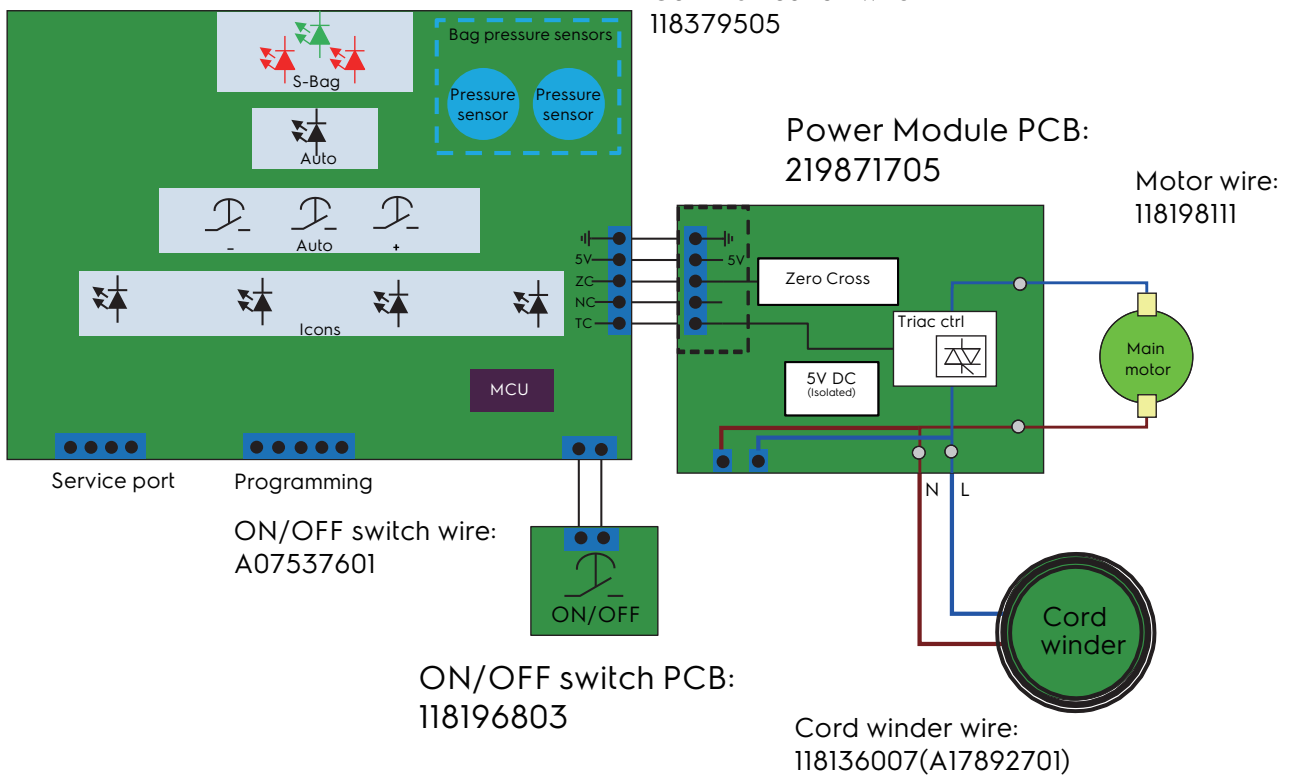 118379505
Bag pressure sensors
S-Bag
Pressure
sensor
Pressure
sensor
Auto
Power Module PCB:
219871705
Motor wire:
118198111
- Auto +
5V
ZC
NC
TC
5V
Zero Cross
Icons
Triac ctrl
Main
motor
5V DC
(Isolated)
MCU
Service port
Programming
N L
ON/OFF switch wire:
A07537601
ON/OFF
Cord
winder
ON/OFF switch PCB:
118196803
Cord winder wire:
118136007(A17892701)